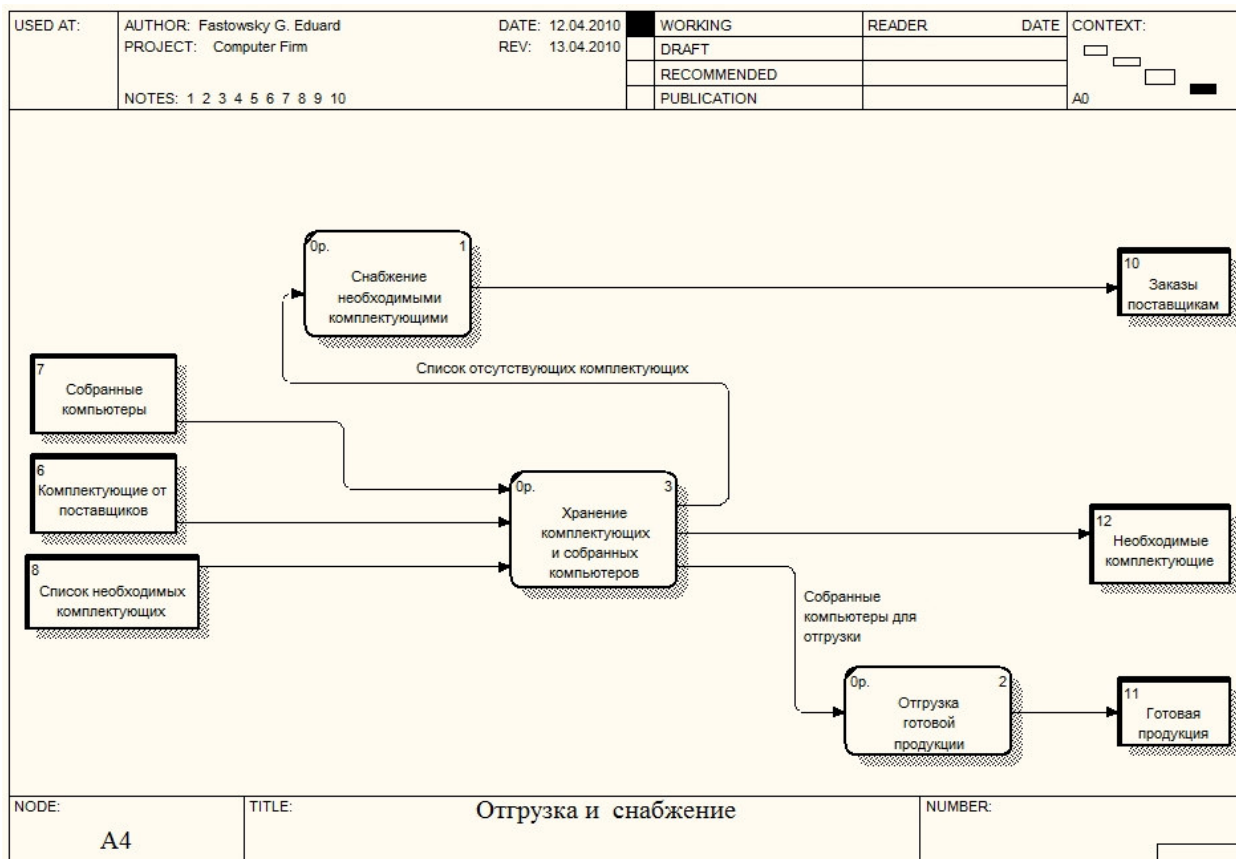 USED AT:
AUTHOR: Fastowsky G. Eduard
DATE: 12.04.2010
PROJECT: Computer Firm
REV: 13.04.2010
NOTES: 1 2 3 4 5 6 7 8 9 10
WORKING
DRAFT
RECOMMENDED
PUBLICATION
READER
DATE
CONTEXT:
A0
0р.
1
Снабжение
необходимыми
комплектующими
10
Заказы
поставщикам
Список отсутствующих комплектующих
7
Собранные
компьютеры
6
Комплектующие от
поставщиков
8
Список необходимых
комплектующих
0р.
3
Хранение
комплектующих
и собранных
компьютеров
12
Необходимые
комплектующие
Собранные
компьютеры для
отгрузки
0р.
2
Отгрузка
готовой
продукции
11
Готовая
продукция
NODE:
A4
TITLE:
Отгрузка и снабжение
NUMBER: